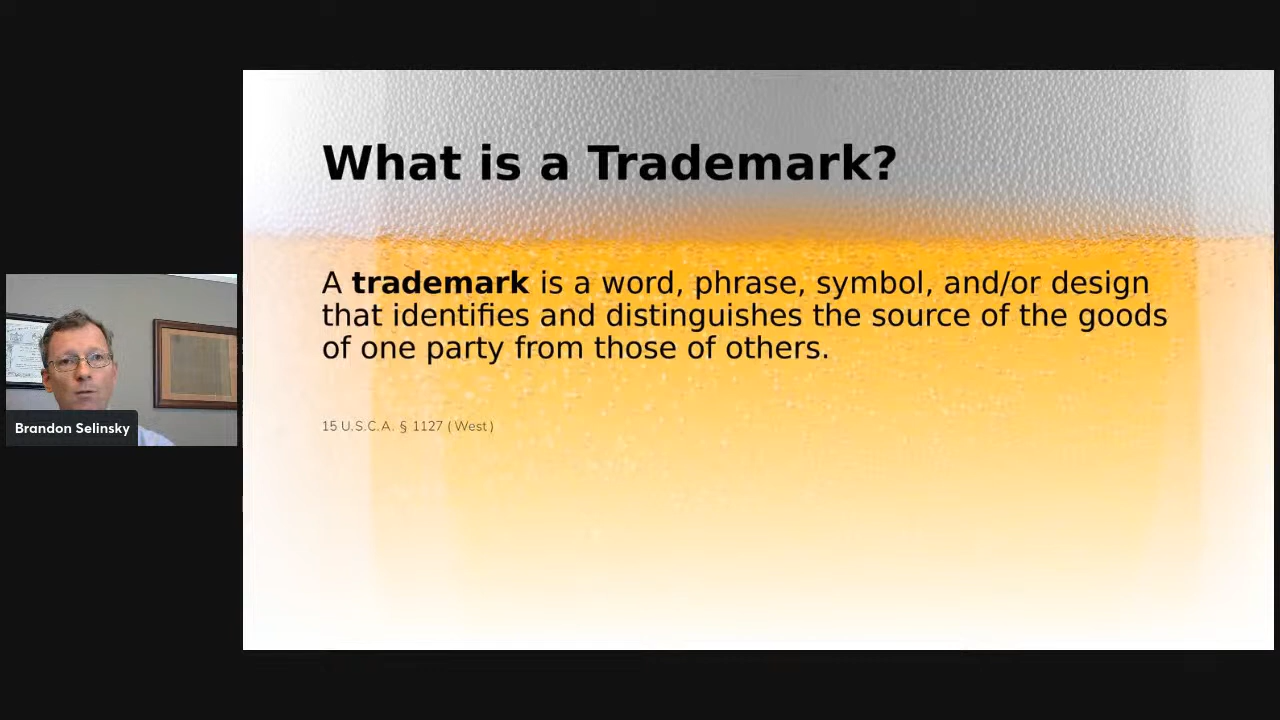 What is a Trademark?
A trademark is a word, phrase, symbol, and/or design
that identifies and distinguishes the source of the goods
of one party from those of others.
15 U.S.C.A. § 1127 (West)
Brandon Selinsky